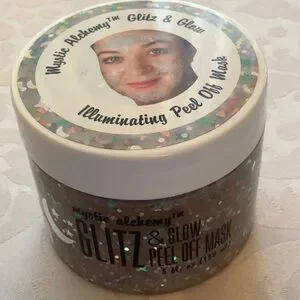 Mystic Alchemy™ Glitz & Glow
Illuminating Peel Off Mask
mystic alchemy™
GLITZ & GLOW
PEEL OFF MASK